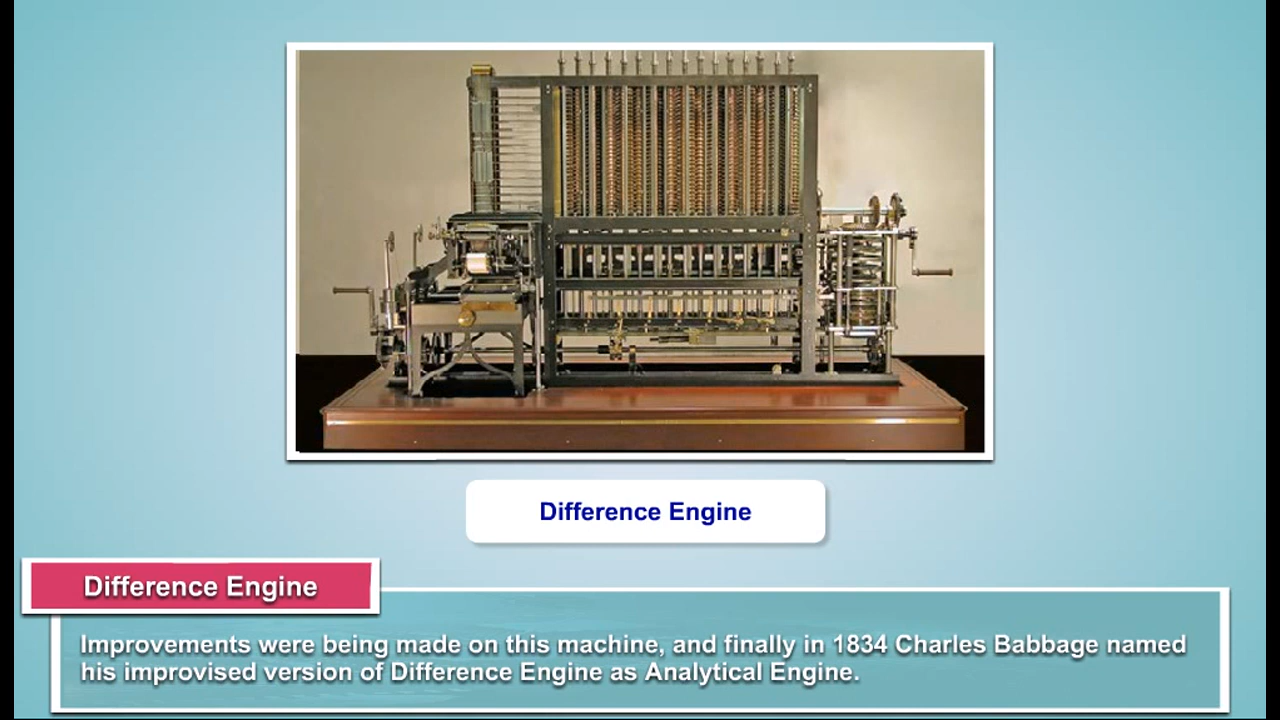 Difference Engine
Difference Engine
Improvements were being made on this machine, and finally in 1834 Charles Babbage named
his improvised version of Difference Engine as Analytical Engine.